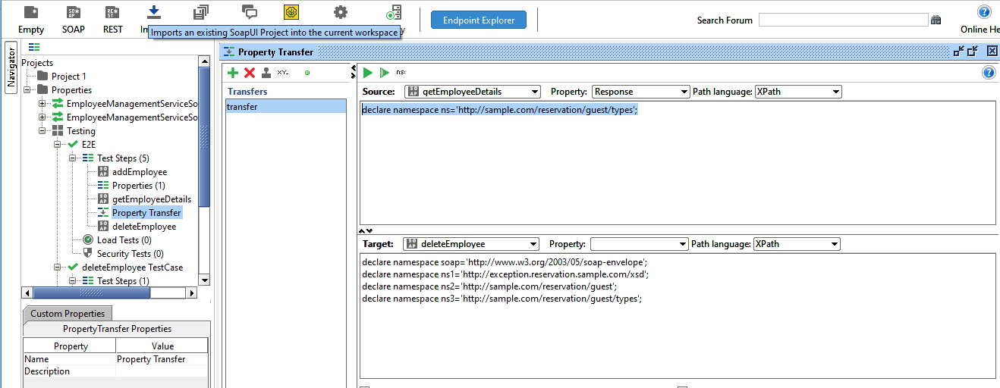 Empty
SOAP
REST
Search Forum
Online He
Endpoint Explorer
Imports an existing SoapUI Project into the current workspace
Navigator
Projects
Project 1
Properties
EmployeeManagementServiceSo
EmployeeManagementServiceSo
Testing
E2E
Test Steps (5)
addEmployee
Properties (1)
getEmployeeDetails
Property Transfer
deleteEmployee
Load Tests (0)
Security Tests (0)
deleteEmployee TestCase
Test Steps (1)
Custom Properties
PropertyTransfer Properties
Property Value
Name Property Transfer
Description
Property Transfer
Transfers
transfer
ns:
Source: getEmployeeDetails Property: Response Path language: XPath
declare namespace ns='http://sample.com/reservation/guest/types';
Target: deleteEmployee Property: Path language: XPath
declare namespace soap='http://www.w3.org/2003/05/soap-envelope';
declare namespace ns1='http://exception.reservation.sample.com/xsd';
declare namespace ns2='http://sample.com/reservation/guest';
declare namespace ns3='http://sample.com/reservation/guest/types';